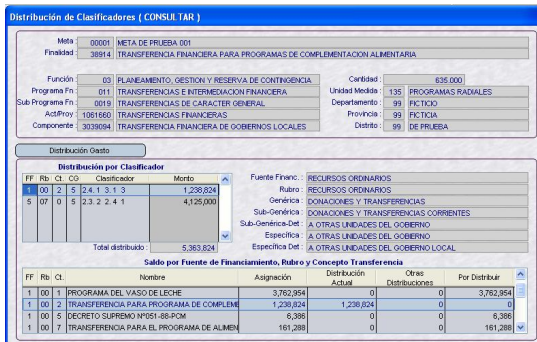 Distribución de Clasificadores ( CONSULTAR )
Meta : 00001 META DE PRUEBA 001
Finalidad : 38914 TRANSFERENCIA FINANCIERA PARA PROGRAMAS DE COMPLEMENTACION ALIMENTARIA
Función : 03 PLANEAMIENTO, GESTION Y RESERVA DE CONTINGENCIA Cantidad : 635.000
Programa Fn : 011 TRANSFERENCIAS E INTERMEDIACION FINANCIERA Unidad Medida : 135 PROGRAMAS RADIALES
Sub Programa Fn : 0019 TRANSFERENCIAS DE CARACTER GENERAL Departamento : 99 FICTICIO
Act/Proy : 1061660 TRANSFERENCIAS FINANCIERAS Provincia : 99 FICTICIA
Componente : 3039094 TRANSFERENCIA FINANCIERA DE GOBIERNOS LOCALES Distrito : 99 DE PRUEBA
Distribución Gasto
Distribución por Clasificador
FF Rb Ct. CG Clasificador Monto
1 00 2 5 2.4. 1 3. 1 3 1,238,824
5 07 0 5 2.3. 2 2. 4 1 4,125,000
Total distribuido : 5,363,824
Fuente Financ. : RECURSOS ORDINARIOS
Rubro : RECURSOS ORDINARIOS
Genérica : DONACIONES Y TRANSFERENCIAS
Sub-Genérica : DONACIONES Y TRANSFERENCIAS CORRIENTES
Sub-Genérica-Det : A OTRAS UNIDADES DEL GOBIERNO
Específica : A OTRAS UNIDADES DEL GOBIERNO
Específica Det : A OTRAS UNIDADES DEL GOBIERNO LOCAL
Saldo por Fuente de Financiamiento, Rubro y Concepto Transferencia
FF Rb Ct. Nombre Asignación Distribución Actual Otras Distribuciones Por Distribuir
1 00 1 PROGRAMA DEL VASO DE LECHE 3,762,954 0 0 3,762,954
1 00 2 TRANSFERENCIA PARA PROGRAMA DE COMPLEME 1,238,824 1,238,824 0 0
1 00 5 DECRETO SUPREMO Nº051-88-PCM 6,386 0 0 6,386
1 00 7 TRANSFERENCIA PARA EL PROGRAMA DE ALIMEN 161,288 0 0 161,288